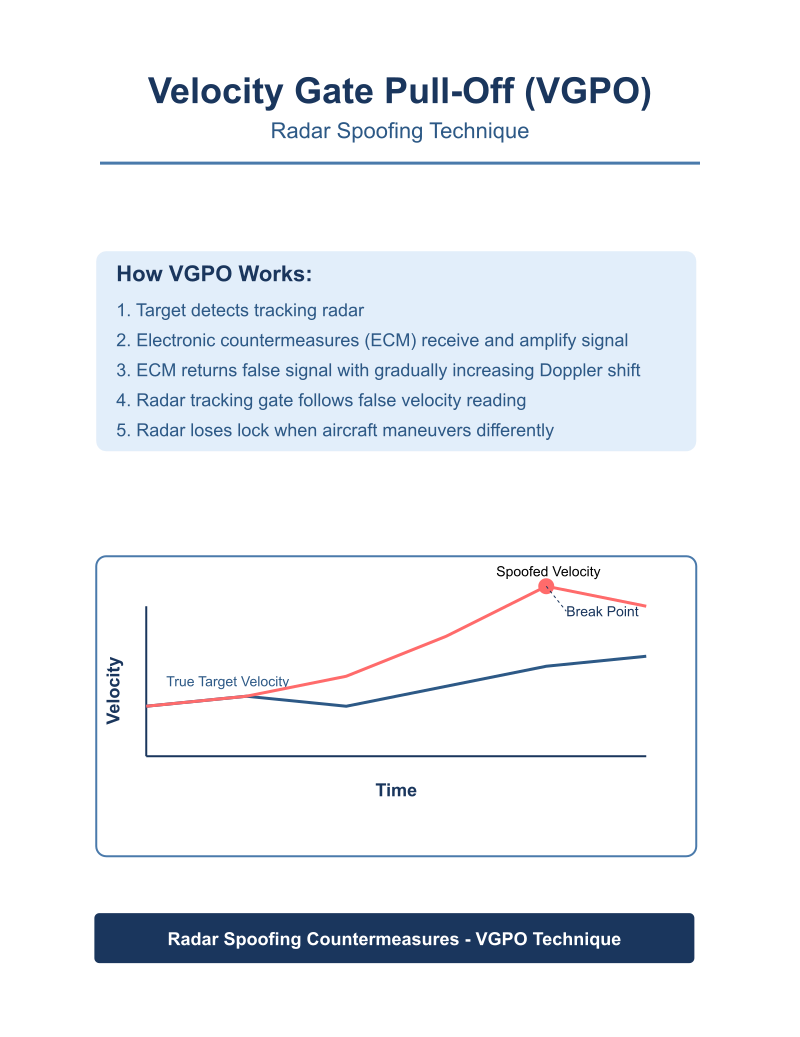 Velocity Gate Pull-Off (VGPO)
Radar Spoofing Technique
How VGPO Works:
1. Target detects tracking radar
2. Electronic countermeasures (ECM) receive and amplify signal
3. ECM returns false signal with gradually increasing Doppler shift
4. Radar tracking gate follows false velocity reading
5. Radar loses lock when aircraft maneuvers differently
Spoofed Velocity
Break Point
True Target Velocity
Velocity
Time
Radar Spoofing Countermeasures - VGPO Technique